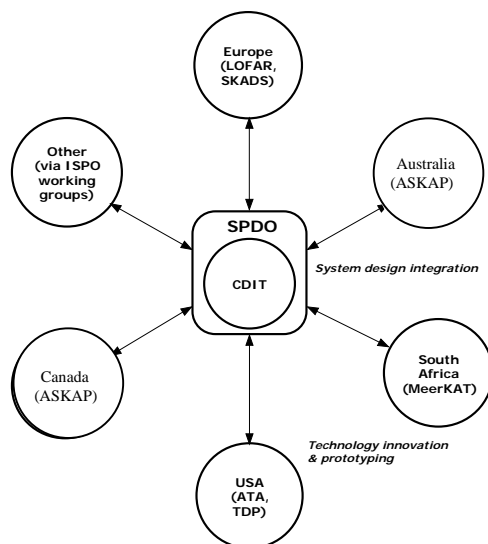 Europe
(LOFAR,
SKADS)
Other
(via ISPO
working
groups)
Australia
(ASKAP)
SPDO
CDIT
System design integration
Canada
(ASKAP)
South
Africa
(MeerKAT)
Technology innovation
& prototyping
USA
(ATA,
TDP)